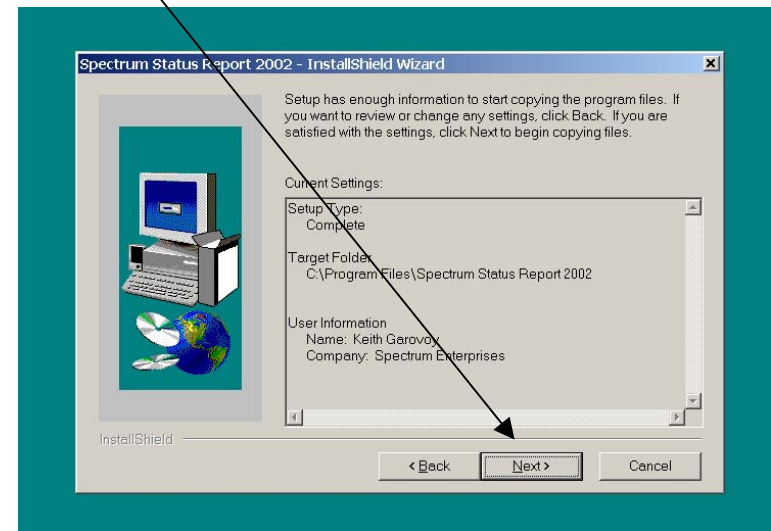 Spectrum Status Report 2002 - InstallShield Wizard
Setup has enough information to start copying the program files. If
you want to review or change any settings, click Back. If you are
satisfied with the settings, click Next to begin copying files.
Current Settings:
Setup Type:
Complete
Target Folder
C:\Program Files\Spectrum Status Report 2002
User Information
Name: Keith Garovoy
Company: Spectrum Enterprises
InstallShield
< Back Next > Cancel